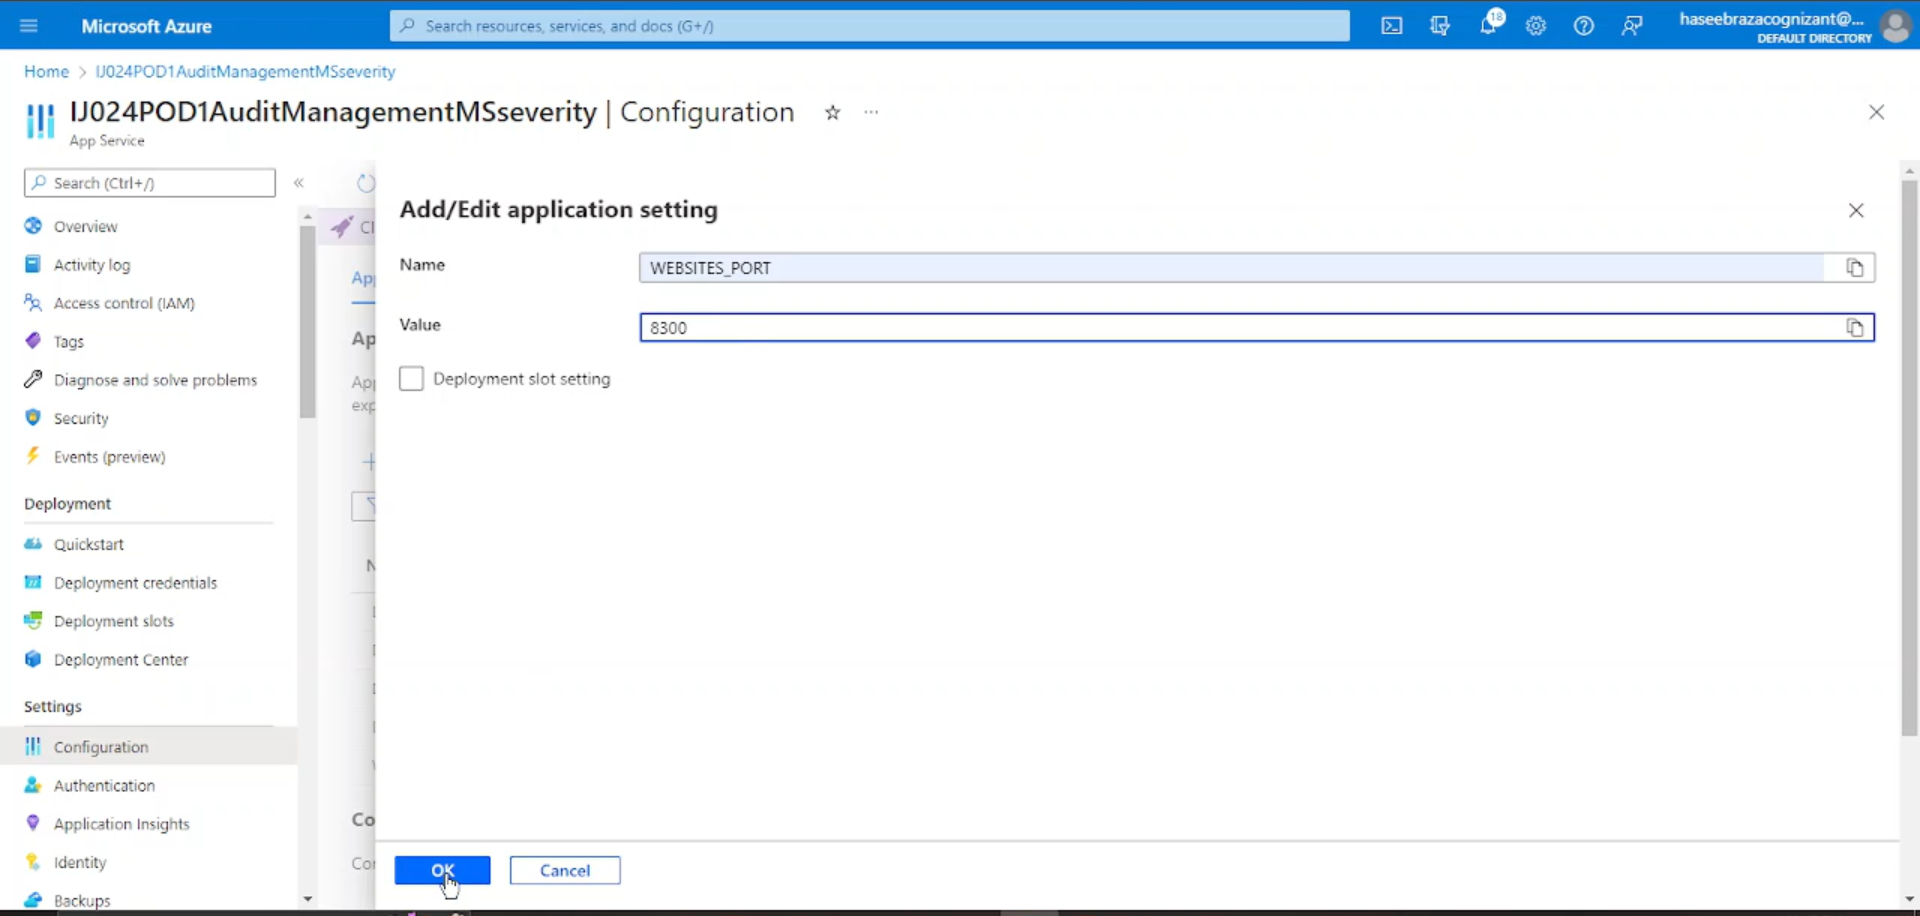 Microsoft Azure
Search resources, services, and docs (G+/)
18
haseebrazacognizant@...
DEFAULT DIRECTORY
Home > IJ024POD1AuditManagementMSseverity
IJ024POD1AuditManagementMSseverity | Configuration
App Service
Search (Ctrl+/)
Overview
Activity log
Access control (IAM)
Tags
Diagnose and solve problems
Security
Events (preview)
Deployment
Quickstart
Deployment credentials
Deployment slots
Deployment Center
Settings
Configuration
Authentication
Application Insights
Identity
Backups
Add/Edit application setting
Name
WEBSITES_PORT
Value
8300
Deployment slot setting
OK
Cancel